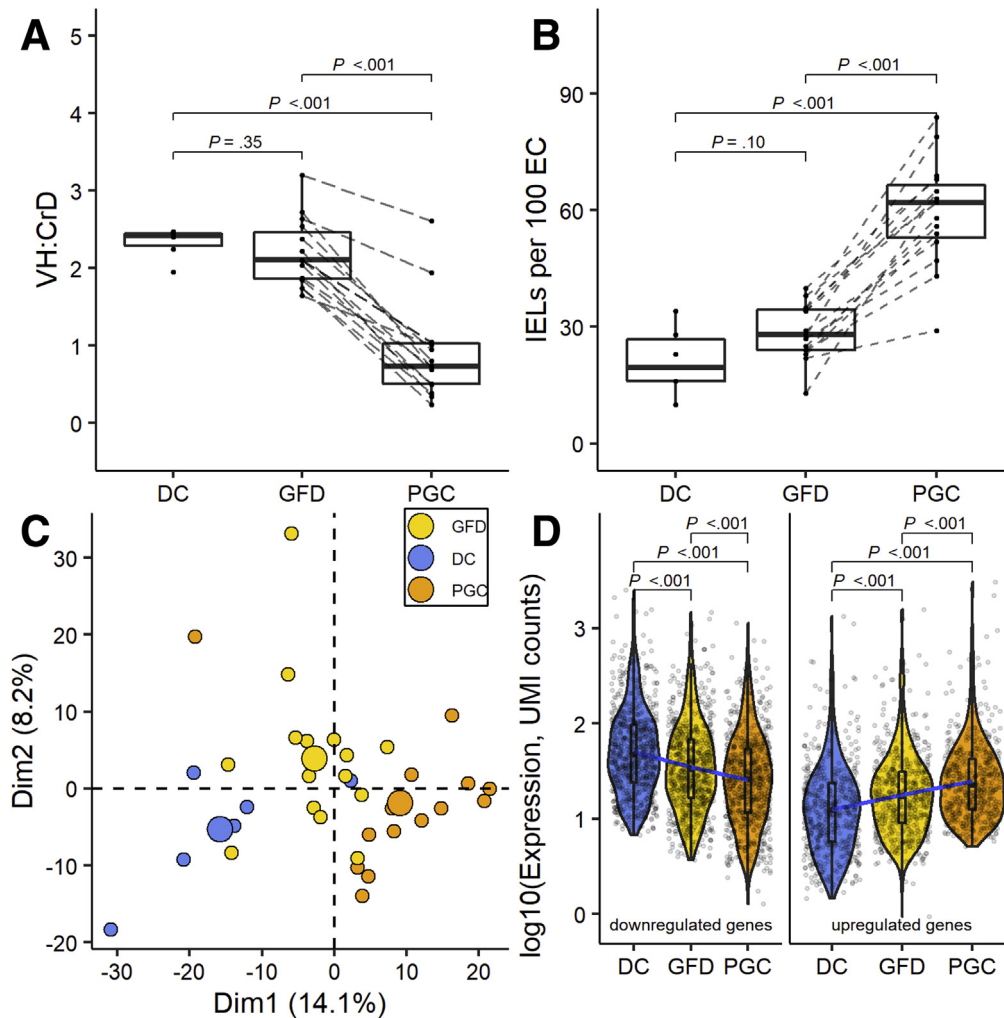 A
VH:CrD
5
4
3
2
1
0
P <.001
P <.001
P = .35
DC GFD PGC
B
IELs per 100 EC
90
60
30
0
P <.001
P <.001
P = .10
DC GFD PGC
C
Dim2 (8.2%)
30
20
10
0
-10
-20
GFD
DC
PGC
-30 -20 -10 0 10 20
Dim1 (14.1%)
D
log10(Expression, UMI counts)
3
2
1
0
P <.001
P <.001
P <.001
downregulated genes
DC GFD PGC
P <.001
P <.001
P <.001
upregulated genes
DC GFD PGC